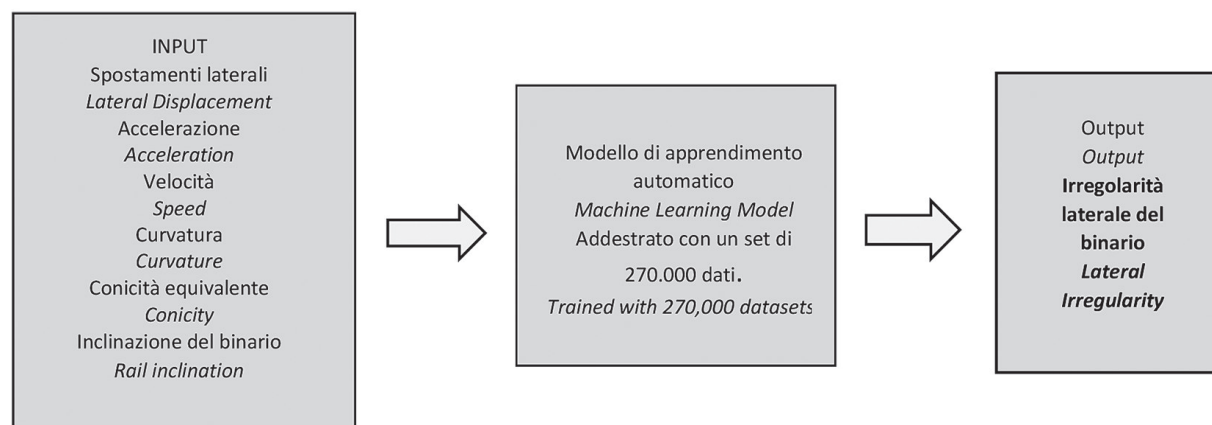 INPUT
Spostamenti laterali
Lateral Displacement
Accelerazione
Acceleration
Velocità
Speed
Curvatura
Curvature
Conicità equivalente
Conicity
Inclinazione del binario
Rail inclination
Modello di apprendimento
automatico
Machine Learning Model
Addestrato con un set di
270.000 dati.
Trained with 270,000 datasets
Output
Output
Irregolarità
laterale del
binario
Lateral
Irregularity